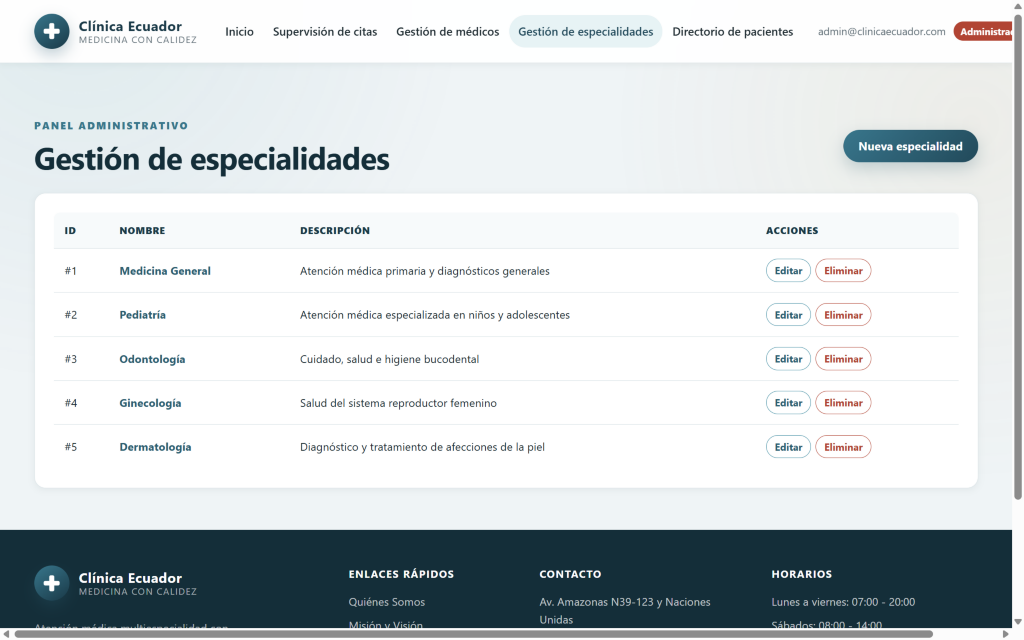 Clínica Ecuador
MEDICINA CON CALIDEZ
Inicio
Supervisión de citas
Gestión de médicos
Gestión de especialidades
Directorio de pacientes
admin@clinicaecuador.com
PANEL ADMINISTRATIVO
Gestión de especialidades
Nueva especialidad
ID NOMBRE DESCRIPCIÓN ACCIONES
#1 Medicina General Atención médica primaria y diagnósticos generales Editar Eliminar
#2 Pediatría Atención médica especializada en niños y adolescentes Editar Eliminar
#3 Odontología Cuidado, salud e higiene bucodental Editar Eliminar
#4 Ginecología Salud del sistema reproductor femenino Editar Eliminar
#5 Dermatología Diagnóstico y tratamiento de afecciones de la piel Editar Eliminar
Clínica Ecuador
MEDICINA CON CALIDEZ
Atención médica multiespecialidad con
ENLACES RÁPIDOS
Quiénes Somos
Misión y Visión
CONTACTO
Av. Amazonas N39-123 y Naciones
Unidas
HORARIOS
Lunes a viernes: 07:00 - 20:00
Sábados: 08:00 - 14:00